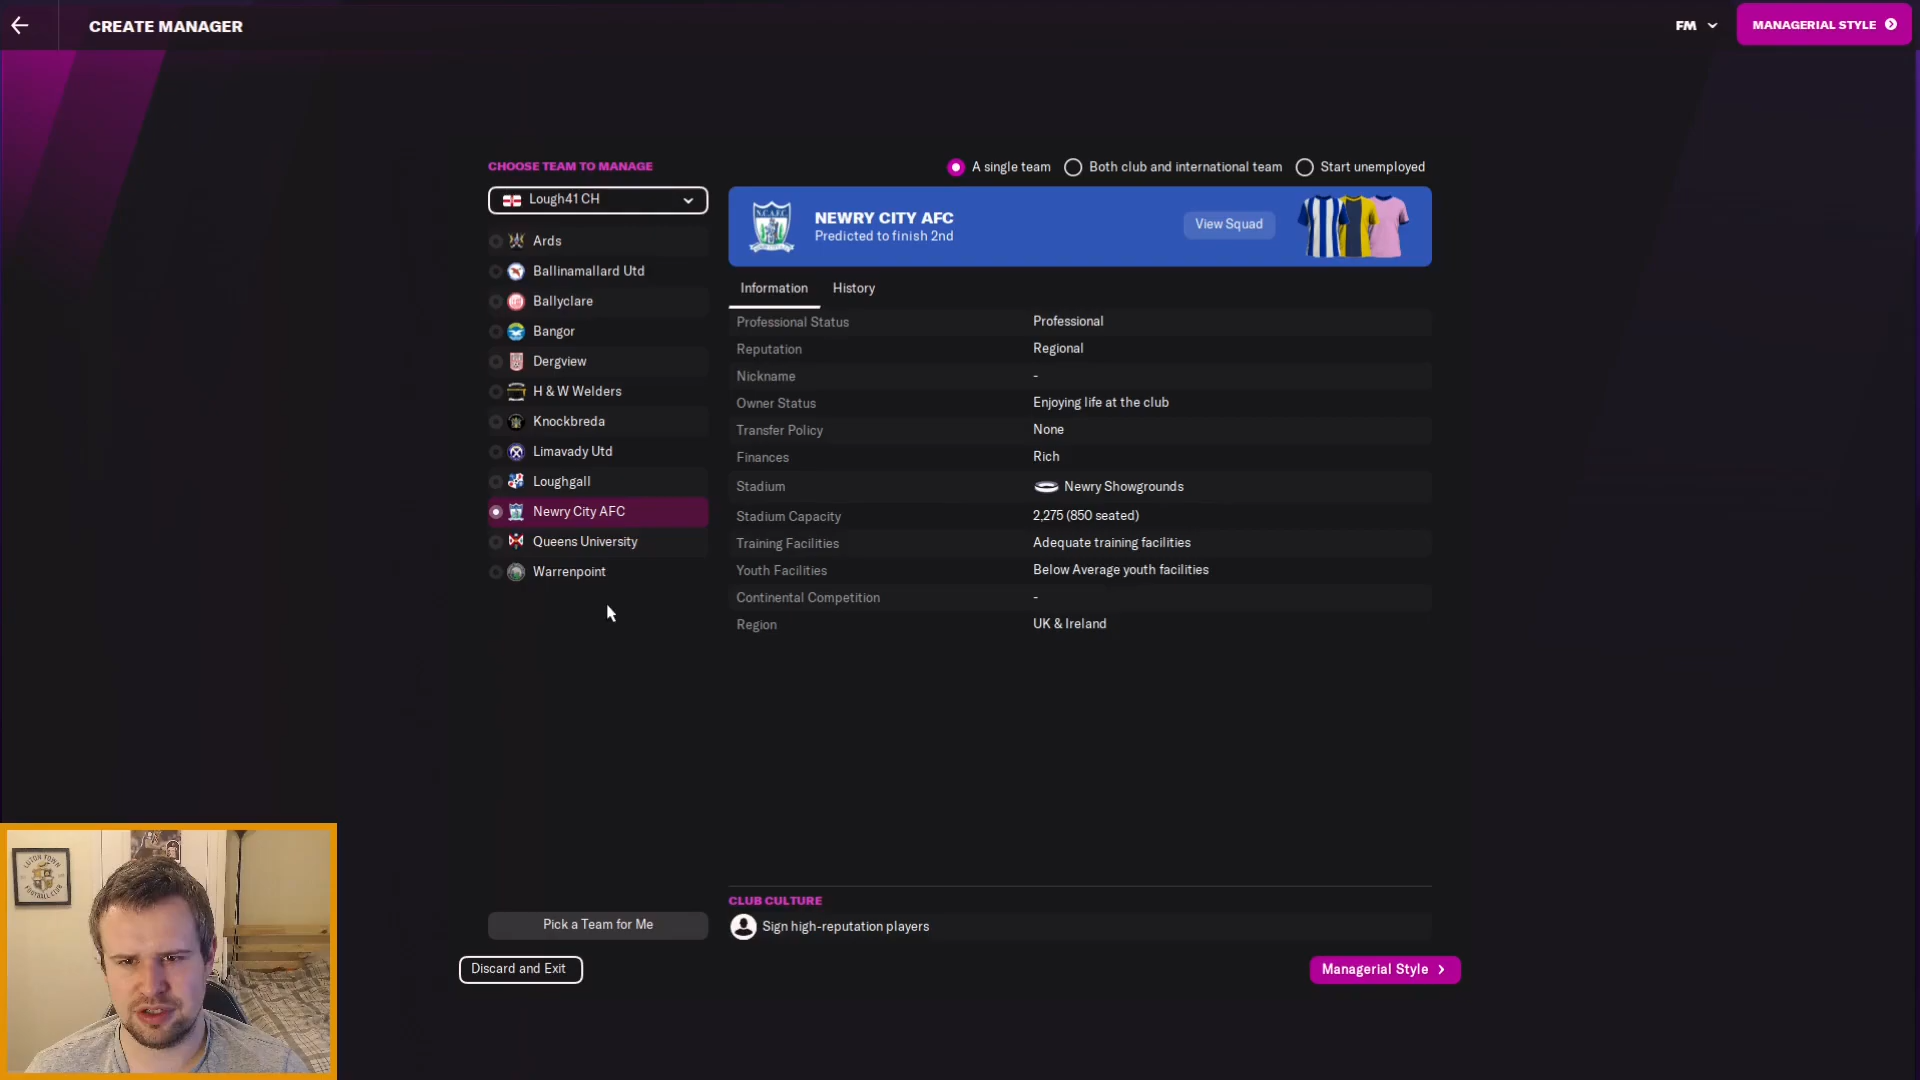 CREATE MANAGER
FM
MANAGERIAL STYLE
CHOOSE TEAM TO MANAGE
A single team
Both club and international team
Start unemployed
Lough41 CH
Ards
Ballinamallard Utd
Ballyclare
Bangor
Dergview
H & W Welders
Knockbreda
Limavady Utd
Loughgall
Newry City AFC
Queens University
Warrenpoint
NEWRY CITY AFC
Predicted to finish 2nd
View Squad
Information
History
Professional Status Professional
Reputation Regional
Nickname -
Owner Status Enjoying life at the club
Transfer Policy None
Finances Rich
Stadium Newry Showgrounds
Stadium Capacity 2,275 (850 seated)
Training Facilities Adequate training facilities
Youth Facilities Below Average youth facilities
Continental Competition -
Region UK & Ireland
CLUB CULTURE
Sign high-reputation players
Pick a Team for Me
Discard and Exit
Managerial Style
LUTON TOWN
FOOTBALL CLUB